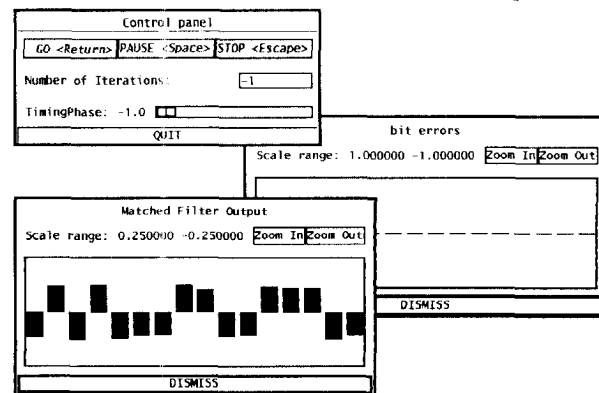 Control panel
GO <Return> PAUSE <Space> STOP <Escape>
Number of Iterations: -1
TimingPhase: -1.0
QUIT
bit errors
Scale range: 1.000000 -1.000000 Zoom In Zoom Out
DISMISS
Matched Filter Output
Scale range: 0.250000 -0.250000 Zoom In Zoom Out
DISMISS